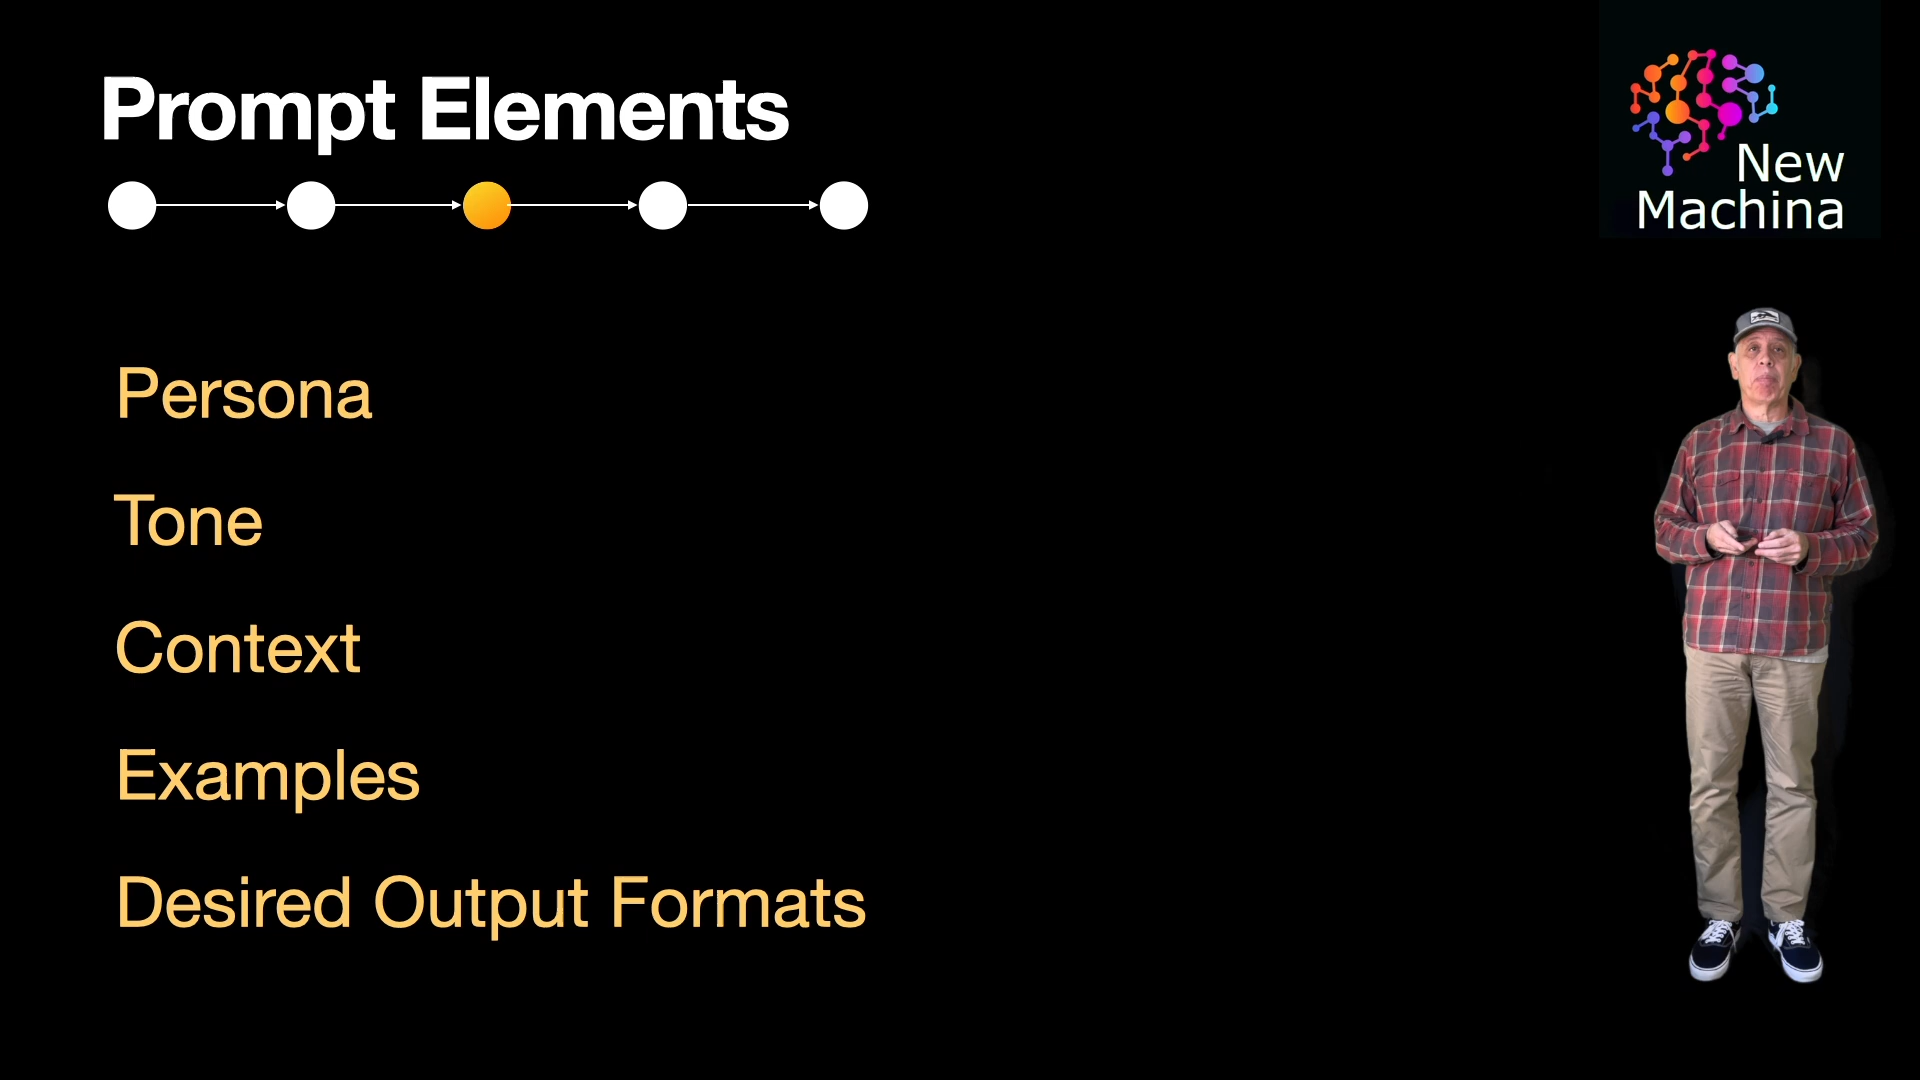 Prompt Elements
New
Machina
Persona
Tone
Context
Examples
Desired Output Formats